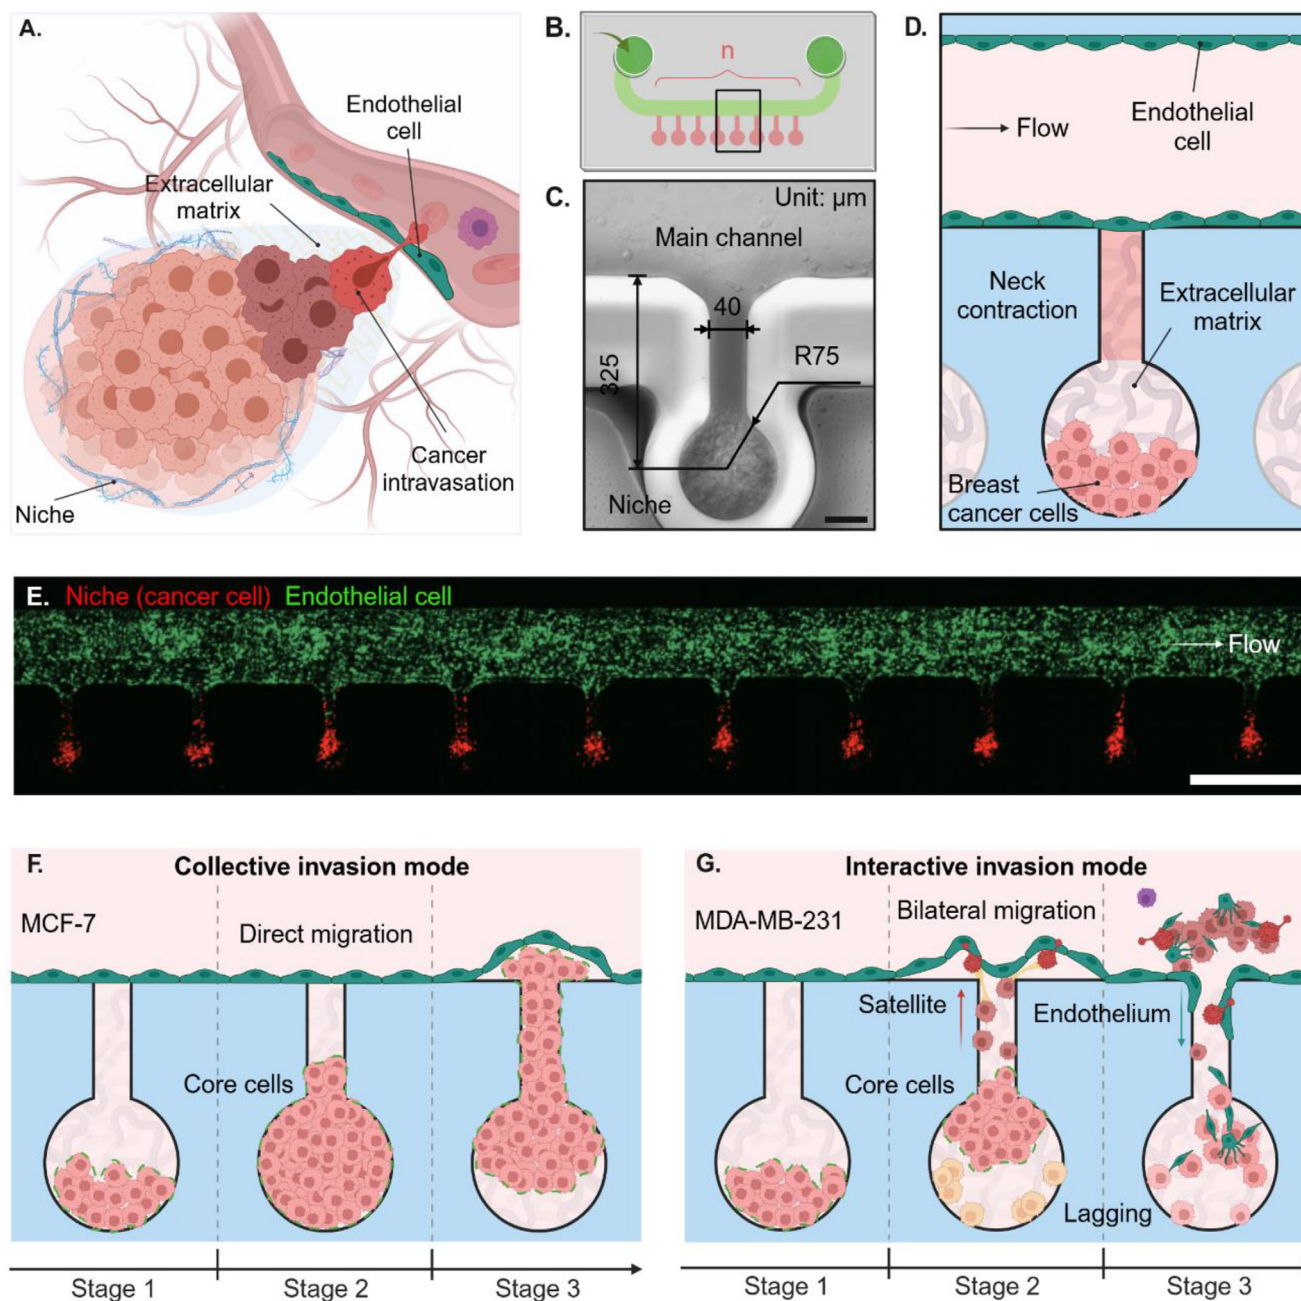 A.
Endothelial
cell
Extracellular
matrix
Cancer
intravasation
Niche
B.
n
C.
Unit: µm
Main channel
40
325
R75
Niche
D.
Flow
Endothelial
cell
Neck
contraction
Extracellular
matrix
Breast
cancer cells
E. Niche (cancer cell) Endothelial cell
Flow
F.
Collective invasion mode
MCF-7
Direct migration
Core cells
Stage 1
Stage 2
Stage 3
G.
Interactive invasion mode
MDA-MB-231
Bilateral migration
Satellite
Endothelium
Core cells
Lagging
Stage 1
Stage 2
Stage 3